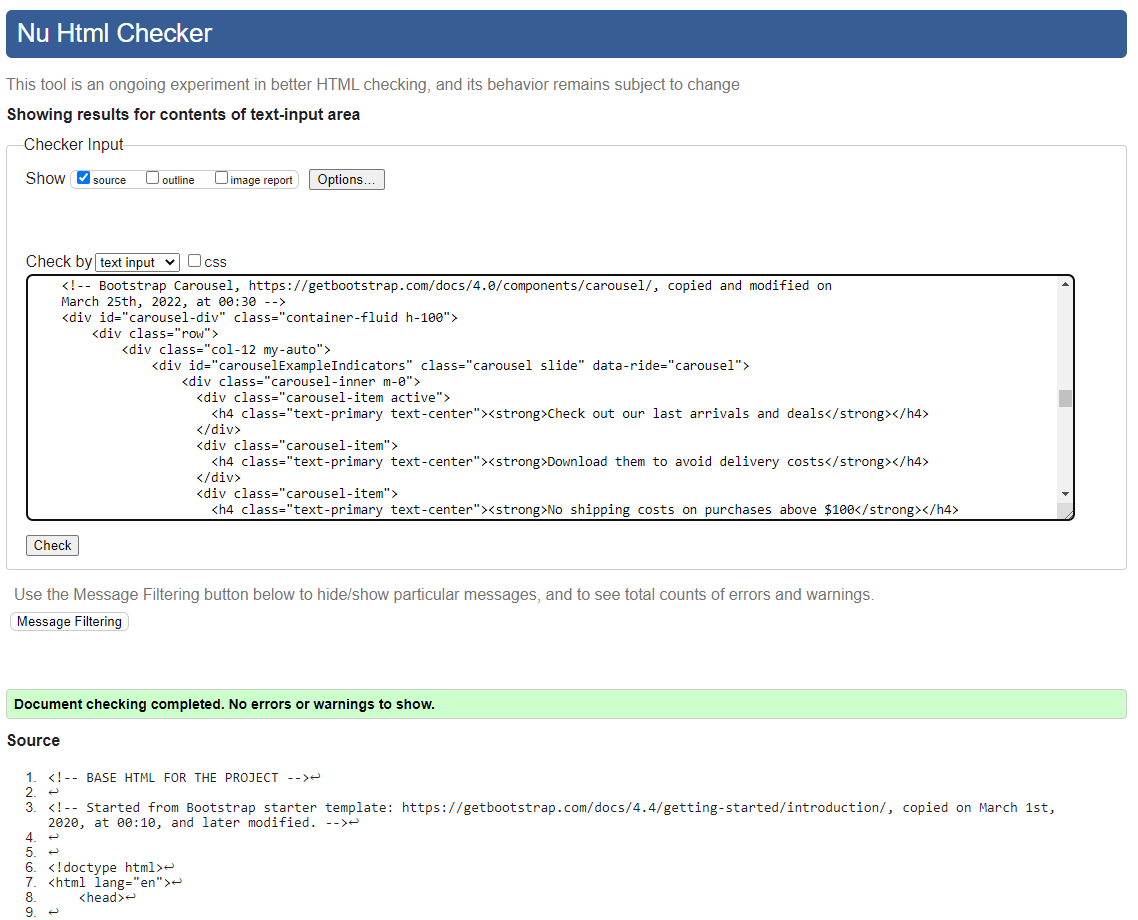 Nu Html Checker
This tool is an ongoing experiment in better HTML checking, and its behavior remains subject to change
Showing results for contents of text-input area
Checker Input
Show source outline image report Options...
Check by text input css
<!-- Bootstrap Carousel, https://getbootstrap.com/docs/4.0/components/carousel/, copied and modified on
March 25th, 2022, at 00:30 -->
<div id="carousel-div" class="container-fluid h-100">
<div class="row">
<div class="col-12 my-auto">
<div id="carouselExampleIndicators" class="carousel slide" data-ride="carousel">
<div class="carousel-inner m-0">
<div class="carousel-item active">
<h4 class="text-primary text-center"><strong>Check out our last arrivals and deals</strong></h4>
</div>
<div class="carousel-item">
<h4 class="text-primary text-center"><strong>Download them to avoid delivery costs</strong></h4>
</div>
<div class="carousel-item">
<h4 class="text-primary text-center"><strong>No shipping costs on purchases above $100</strong></h4>
Check
Use the Message Filtering button below to hide/show particular messages, and to see total counts of errors and warnings.
Message Filtering
Document checking completed. No errors or warnings to show.
Source
1. <!-- BASE HTML FOR THE PROJECT -->↩
2. ↩
3. <!-- Started from Bootstrap starter template: https://getbootstrap.com/docs/4.4/getting-started/introduction/, copied on March 1st,
2020, at 00:10, and later modified. -->↩
4. ↩
5. ↩
6. <!doctype html>↩
7. <html lang="en">↩
8. <head>↩
9. ↩